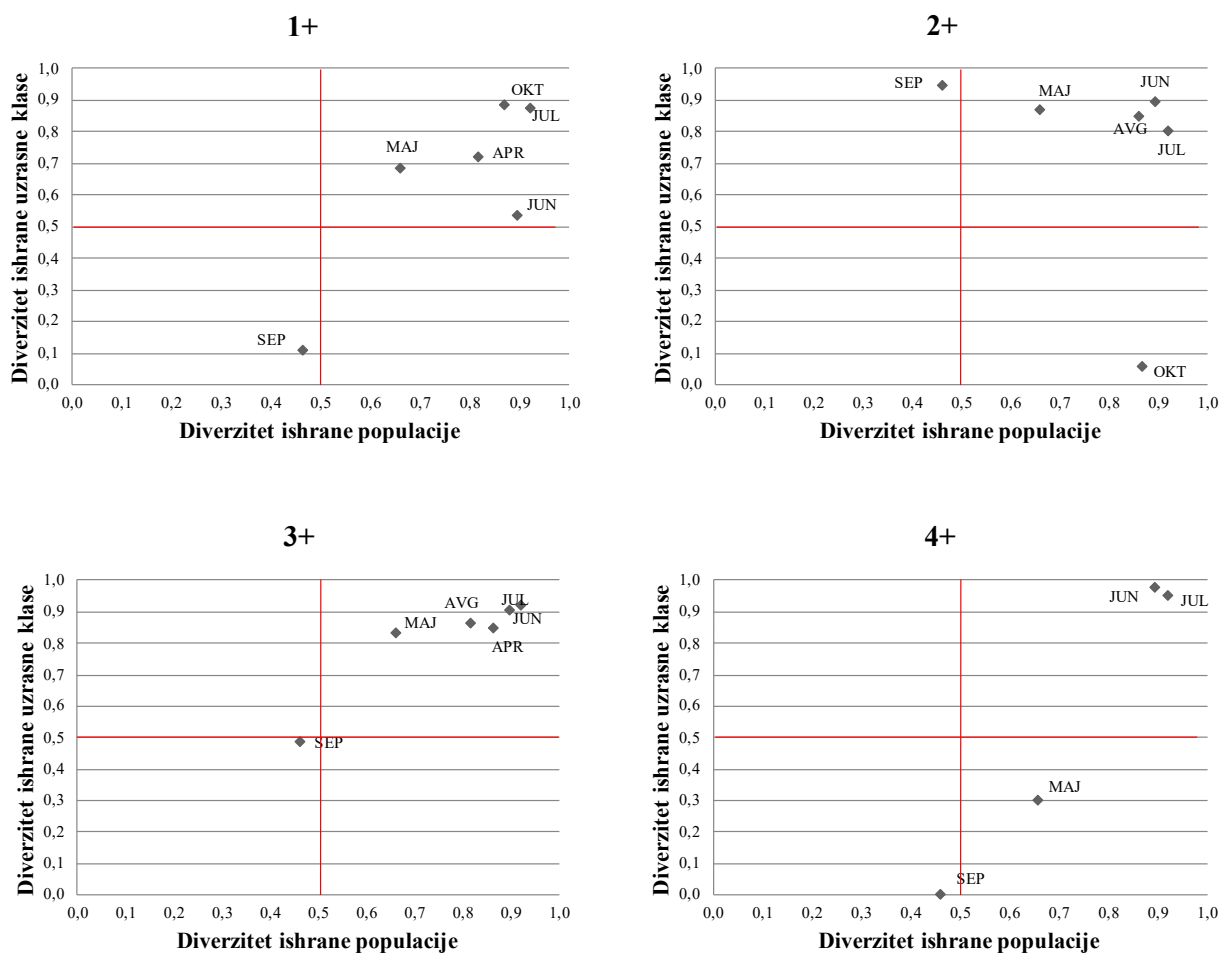 1+
Diverzitet ishrane uzrasne klase
1,0
0,9
0,8
0,7
0,6
0,5
0,4
0,3
0,2
0,1
0,0
OKT
JUL
MAJ
APR
JUN
SEP
0,0 0,1 0,2 0,3 0,4 0,5 0,6 0,7 0,8 0,9 1,0
Diverzitet ishrane populacije
2+
Diverzitet ishrane uzrasne klase
1,0
0,9
0,8
0,7
0,6
0,5
0,4
0,3
0,2
0,1
0,0
SEP
MAJ
JUN
AVG
JUL
OKT
0,0 0,1 0,2 0,3 0,4 0,5 0,6 0,7 0,8 0,9 1,0
Diverzitet ishrane populacije
3+
Diverzitet ishrane uzrasne klase
1,0
0,9
0,8
0,7
0,6
0,5
0,4
0,3
0,2
0,1
0,0
AVG
JUL
MAJ
JUN
APR
SEP
0,0 0,1 0,2 0,3 0,4 0,5 0,6 0,7 0,8 0,9 1,0
Diverzitet ishrane populacije
4+
Diverzitet ishrane uzrasne klase
1,0
0,9
0,8
0,7
0,6
0,5
0,4
0,3
0,2
0,1
0,0
JUN
JUL
MAJ
SEP
0,0 0,1 0,2 0,3 0,4 0,5 0,6 0,7 0,8 0,9 1,0
Diverzitet ishrane populacije